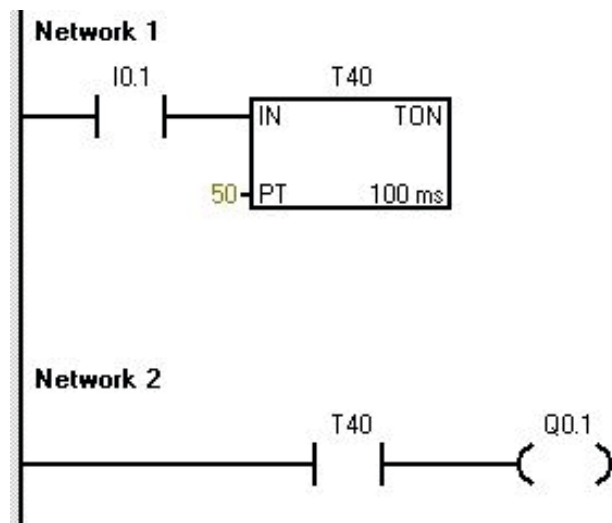 Network 1
I0.1 T40
IN TON
50 PT 100 ms
Network 2
T40 Q0.1